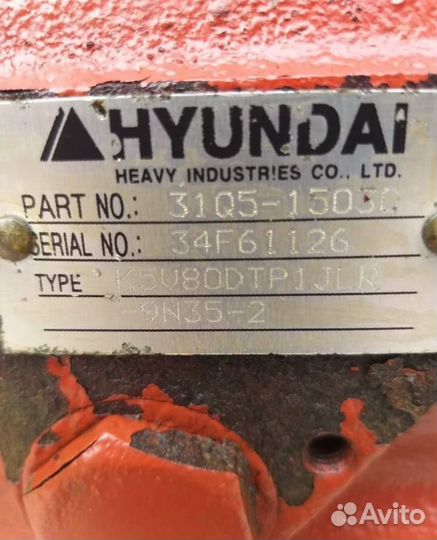 HYUNDAI
HEAVY INDUSTRIES CO., LTD.
PART NO.: 31Q5-15030
SERIAL NO.: 34F61126
TYPE K5V80DTP1JLR
-9N35-2
Avito